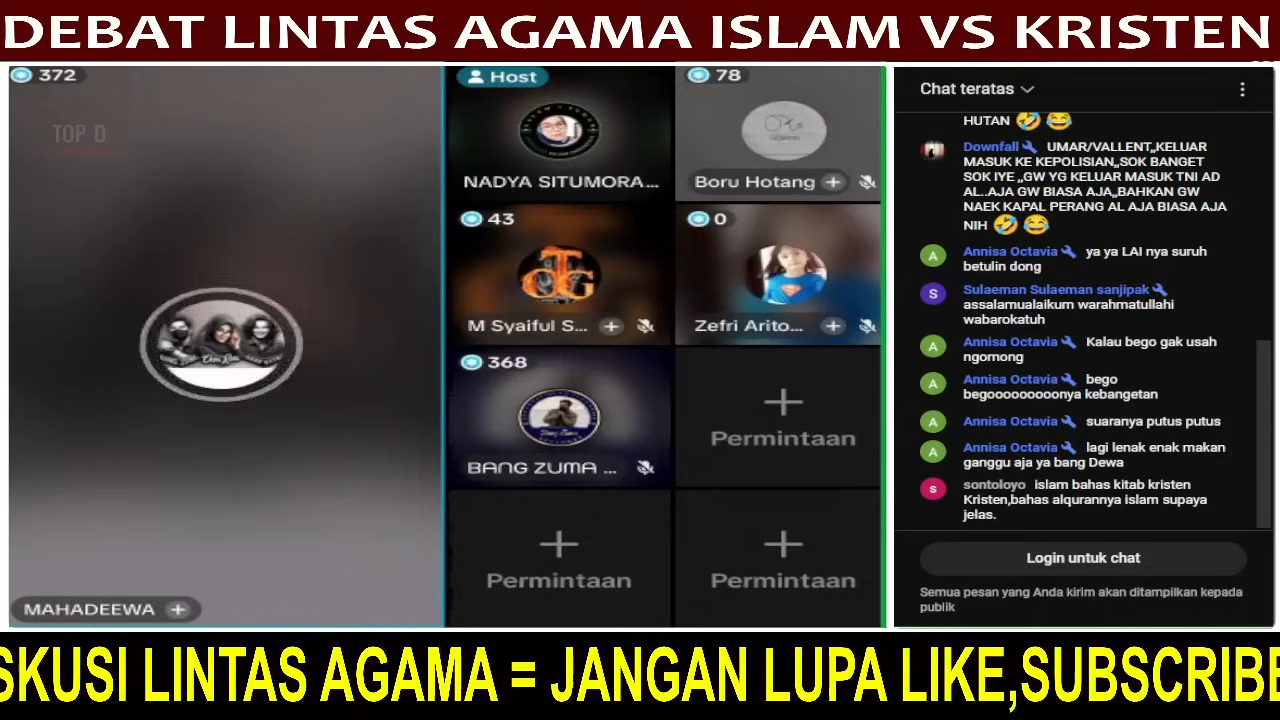 DEBAT LINTAS AGAMA ISLAM VS KRISTEN
372
TOP D
MAHADEEWA +
Host
NADYA SITUMORA...
78
Boru Hotang +
43
M Syaiful S... +
0
Zefri Arito... +
368
BANG ZUMA ...
Permintaan
Permintaan
Permintaan
Chat teratas
HUTAN 🤣😂
Downfall UMAR/VALLENT,,KELUAR
MASUK KE KEPOLISIAN,,SOK BANGET
SOK IYE ,,GW YG KELUAR MASUK TNI AD
AL..AJA GW BIASA AJA,,BAHKAN GW
NAEK KAPAL PERANG AL AJA BIASA AJA
NIH 🤣😂
A
Annisa Octavia ya ya LAI nya suruh
betulin dong
S
Sulaeman Sulaeman sanjipak
assalamualaikum warahmatullahi
wabarokatuh
A
Annisa Octavia Kalau bego gak usah
ngomong
A
Annisa Octavia bego
begooooooooonya kebangetan
A
Annisa Octavia suaranya putus putus
A
Annisa Octavia lagi lenak enak makan
ganggu aja ya bang Dewa
s
sontoloyo islam bahas kitab kristen
Kristen,bahas alqurannya islam supaya
jelas.
Login untuk chat
Semua pesan yang Anda kirim akan ditampilkan kepada
publik
SKUSI LINTAS AGAMA = JANGAN LUPA LIKE,SUBSCRIBE